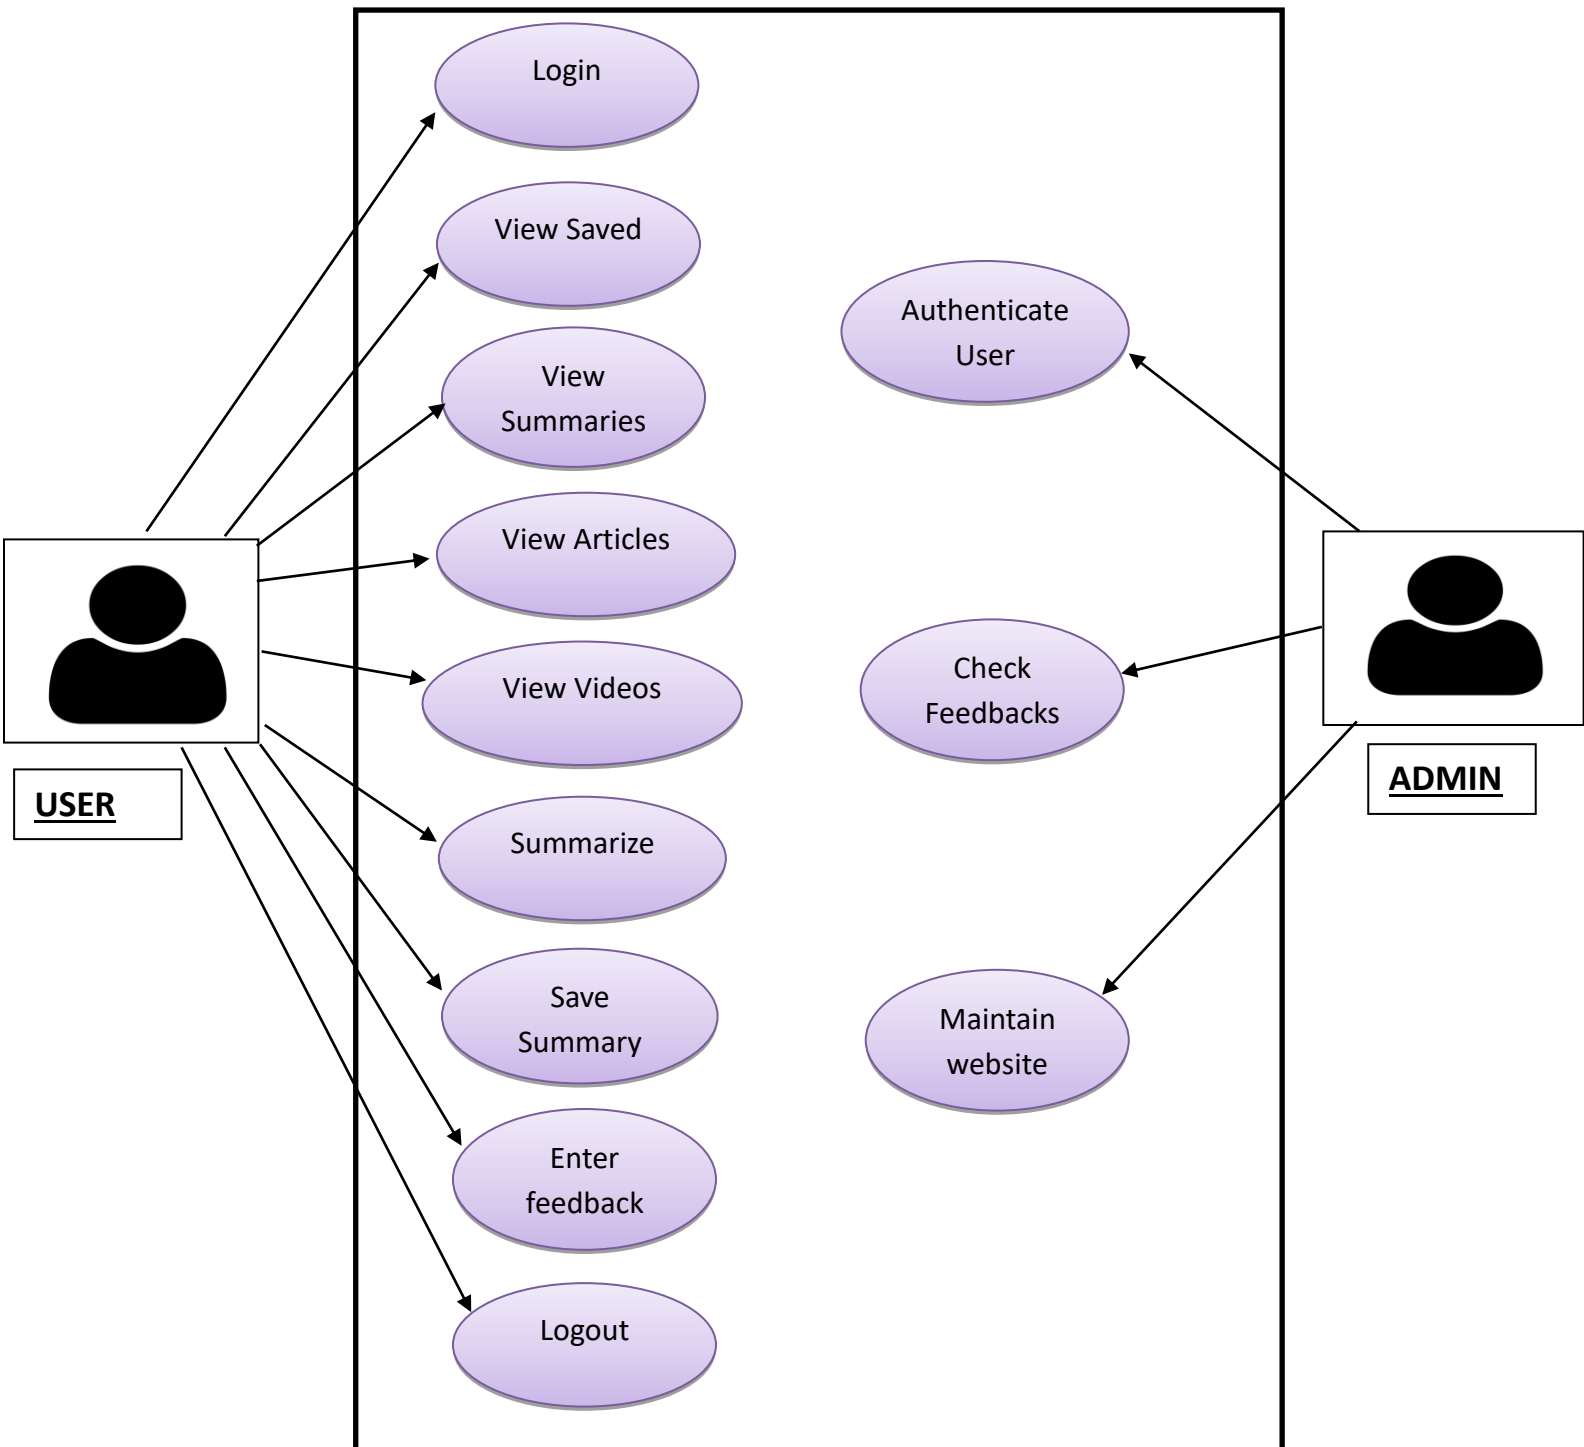 Login
View Saved
View
Summaries
View Articles
View Videos
Summarize
Save
Summary
Enter
feedback
Logout
Authenticate
User
Check
Feedbacks
Maintain
website
USER
ADMIN